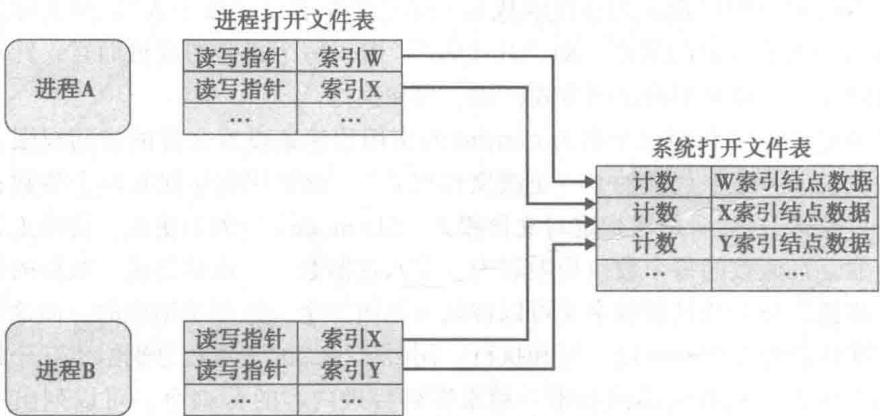 进程打开文件表
进程A
读写指针 索引W
读写指针 索引X
… …
系统打开文件表
计数 W索引结点数据
计数 X索引结点数据
计数 Y索引结点数据
… …
进程B
读写指针 索引X
读写指针 索引Y
… …